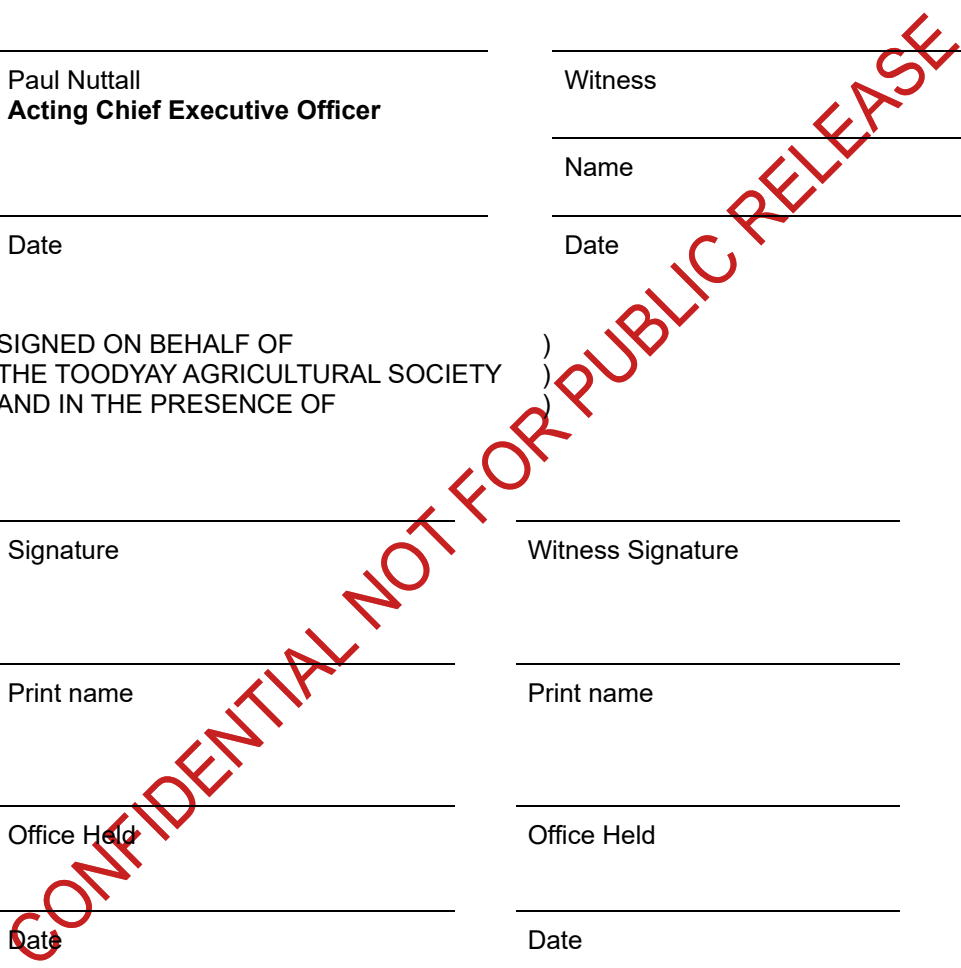 Paul Nuttall
Witness
Acting Chief Executive Officer
Name
Date
Date
SIGNED ON BEHALF OF )
THE TOODYAY AGRICULTURAL SOCIETY )
AND IN THE PRESENCE OF )
Signature
Witness Signature
Print name
Print name
Office Held
Office Held
Date
Date
CONFIDENTIAL NOT FOR PUBLIC RELEASE